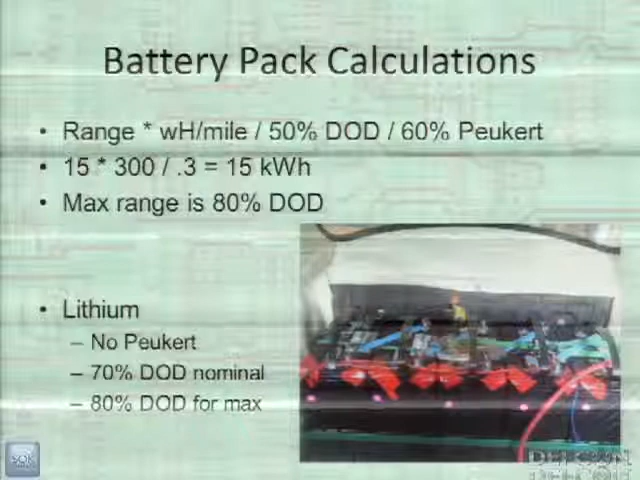 Battery Pack Calculations
• Range * wH/mile / 50% DOD / 60% Peukert
• 15 * 300 / .3 = 15 kWh
• Max range is 80% DOD
• Lithium
– No Peukert
– 70% DOD nominal
– 80% DOD for max